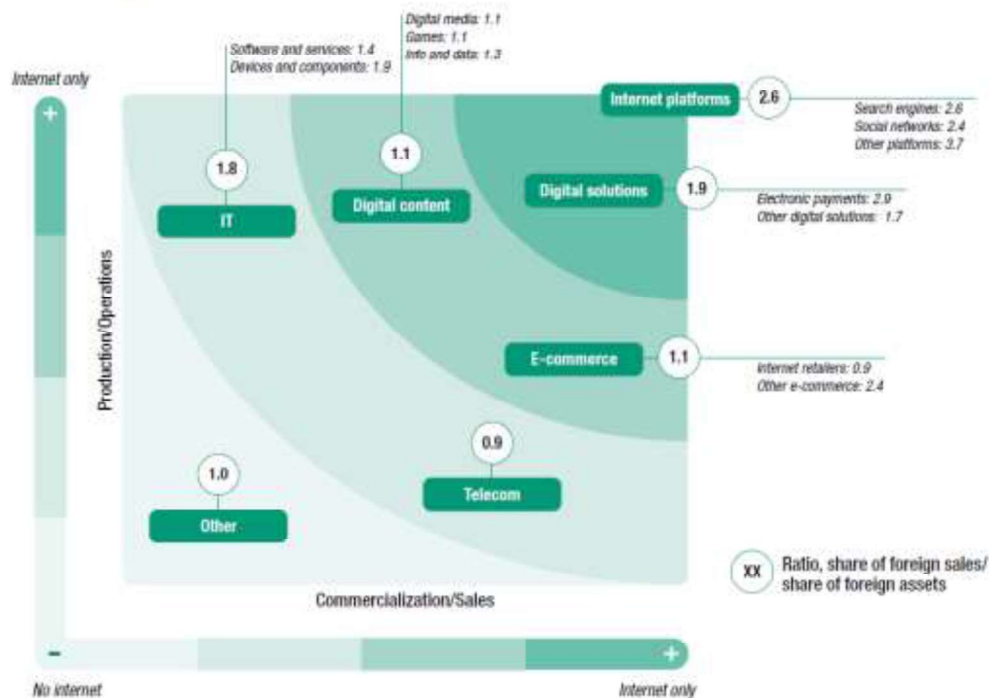 Digital media: 1.1
Games: 1.1
Info and data: 1.3
Software and services: 1.4
Devices and components: 1.9
Internet only
+
Internet platforms
2.6
Search engines: 2.6
Social networks: 2.4
Other platforms: 3.7
1.8
IT
1.1
Digital content
Digital solutions
1.9
Electronic payments: 2.9
Other digital solutions: 1.7
Production/Operations
E-commerce
1.1
Internet retailers: 0.9
Other e-commerce: 2.4
1.0
Other
0.9
Telecom
XX
Ratio, share of foreign sales/
share of foreign assets
Commercialization/Sales
-
+
No internet
Internet only